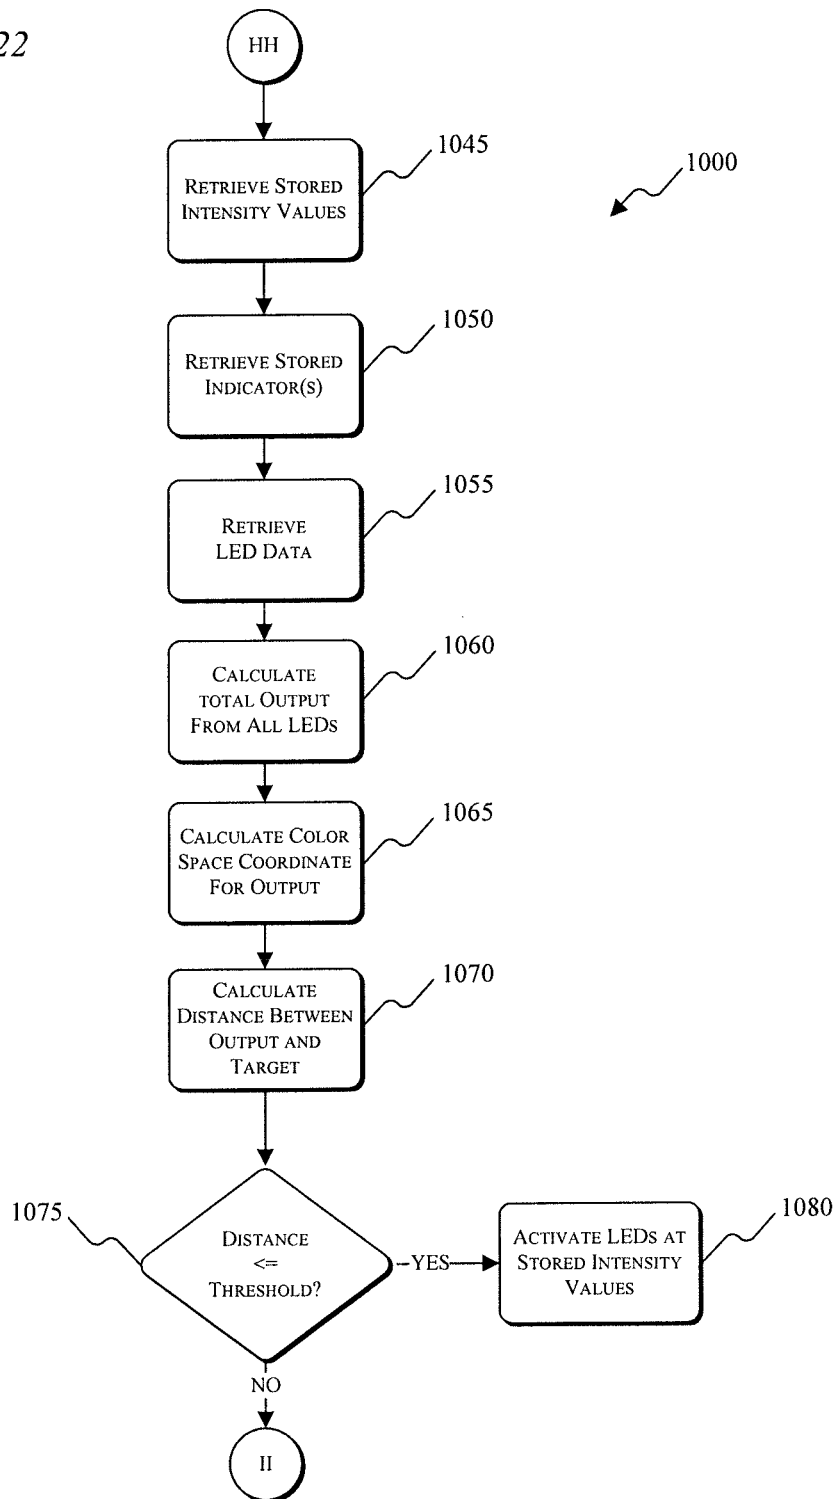 22
HH
1045
1000
RETRIEVE STORED
INTENSITY VALUES
1050
RETRIEVE STORED
INDICATOR(S)
1055
RETRIEVE
LED DATA
1060
CALCULATE
TOTAL OUTPUT
FROM ALL LEDS
1065
CALCULATE COLOR
SPACE COORDINATE
FOR OUTPUT
1070
CALCULATE
DISTANCE BETWEEN
OUTPUT AND
TARGET
1075
DISTANCE
<=
THRESHOLD?
YES
1080
ACTIVATE LEDS AT
STORED INTENSITY
VALUES
NO
II